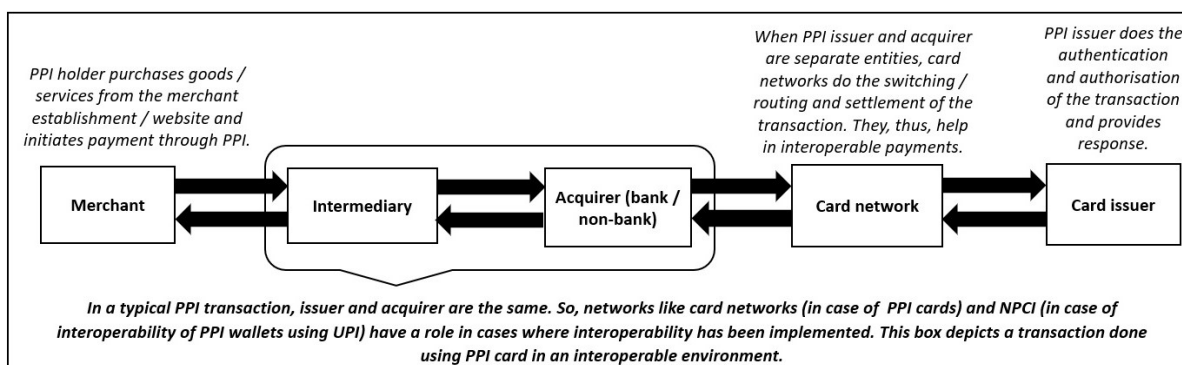 PPI holder purchases goods /
services from the merchant
establishment / website and
initiates payment through PPI.
When PPI issuer and acquirer
are separate entities, card
networks do the switching /
routing and settlement of the
transaction. They, thus, help
in interoperable payments.
PPI issuer does the
authentication
and authorisation
of the transaction
and provides
response.
Merchant
Intermediary
Acquirer (bank /
non-bank)
Card network
Card issuer
In a typical PPI transaction, issuer and acquirer are the same. So, networks like card networks (in case of PPI cards) and NPCI (in case of
interoperability of PPI wallets using UPI) have a role in cases where interoperability has been implemented. This box depicts a transaction done
using PPI card in an interoperable environment.